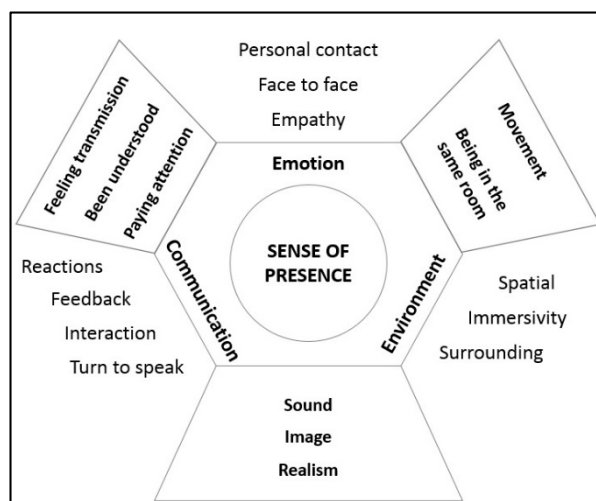 Personal contact
Face to face
Empathy
Feeling transmission
Been understood
Paying attention
Movement
Being in the
same room
Emotion
SENSE OF
PRESENCE
Communication
Environment
Reactions
Feedback
Interaction
Turn to speak
Spatial
Immersivity
Surrounding
Sound
Image
Realism